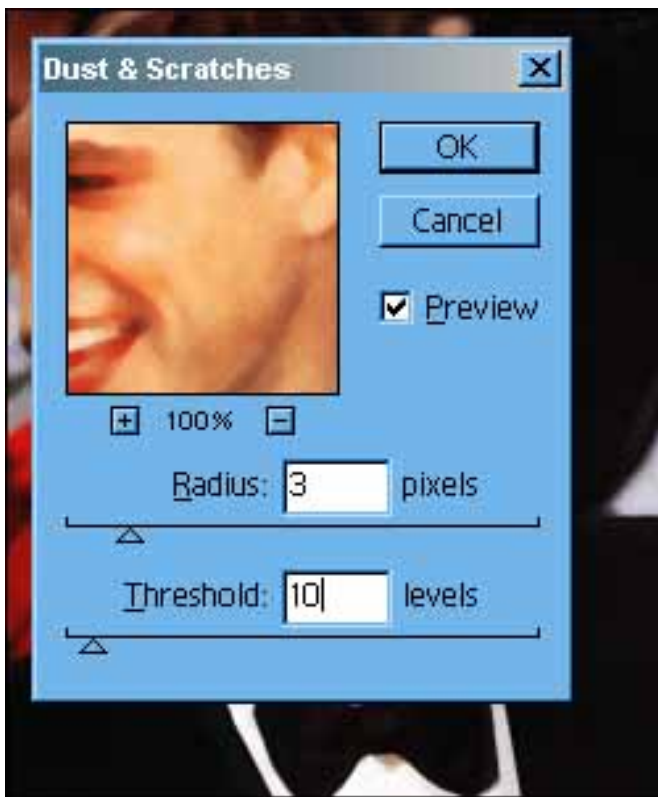 Dust & Scratches
OK
Cancel
Preview
100%
Radius: 3 pixels
Threshold: 10 levels